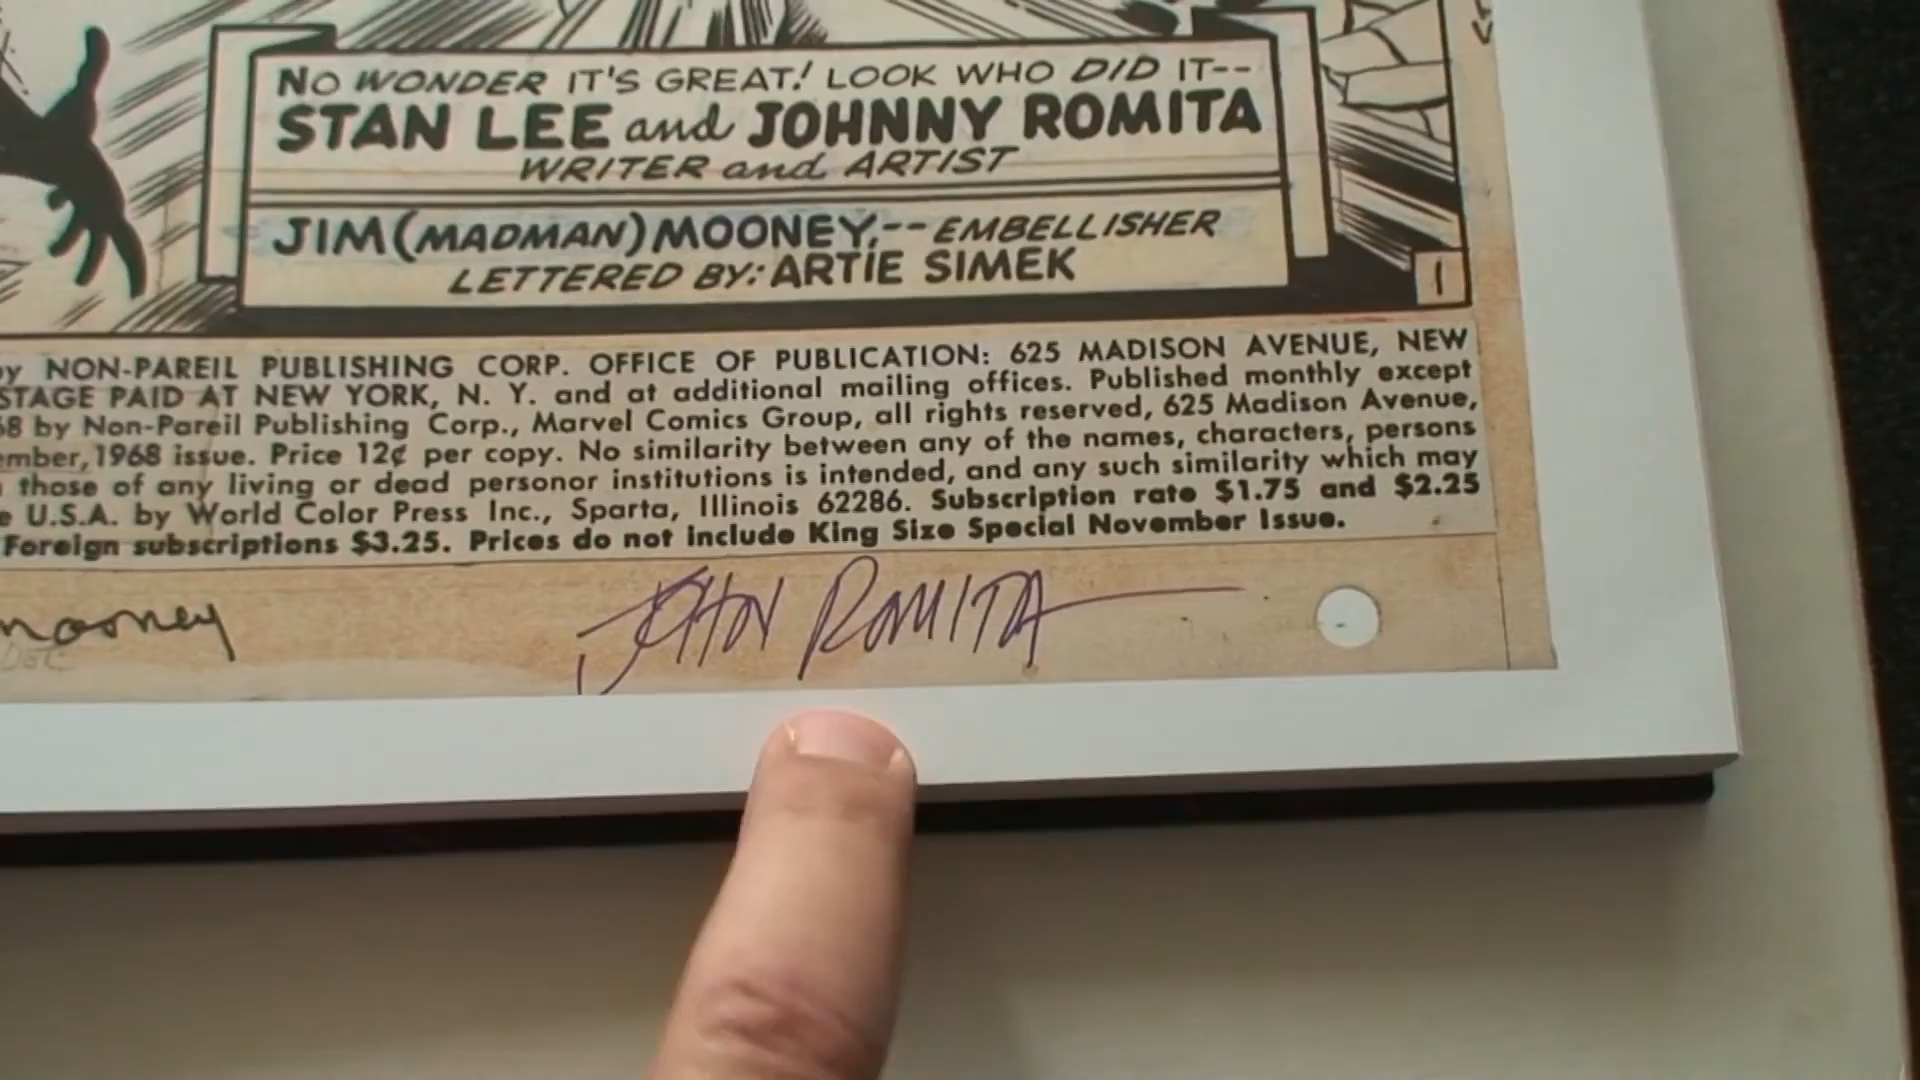 NO WONDER IT'S GREAT! LOOK WHO DID IT--
STAN LEE and JOHNNY ROMITA
WRITER and ARTIST
JIM (MADMAN) MOONEY,--EMBELLISHER
LETTERED BY: ARTIE SIMEK
1
by NON-PAREIL PUBLISHING CORP. OFFICE OF PUBLICATION: 625 MADISON AVENUE, NEW
STAGE PAID AT NEW YORK, N. Y. and at additional mailing offices. Published monthly except
68 by Non-Pareil Publishing Corp., Marvel Comics Group, all rights reserved, 625 Madison Avenue,
ember, 1968 issue. Price 12¢ per copy. No similarity between any of the names, characters, persons
those of any living or dead personor institutions is intended, and any such similarity which may
e U.S.A. by World Color Press Inc., Sparta, Illinois 62286. Subscription rate $1.75 and $2.25
Foreign subscriptions $3.25. Prices do not include King Size Special November Issue.
mooney JOHN ROMITA